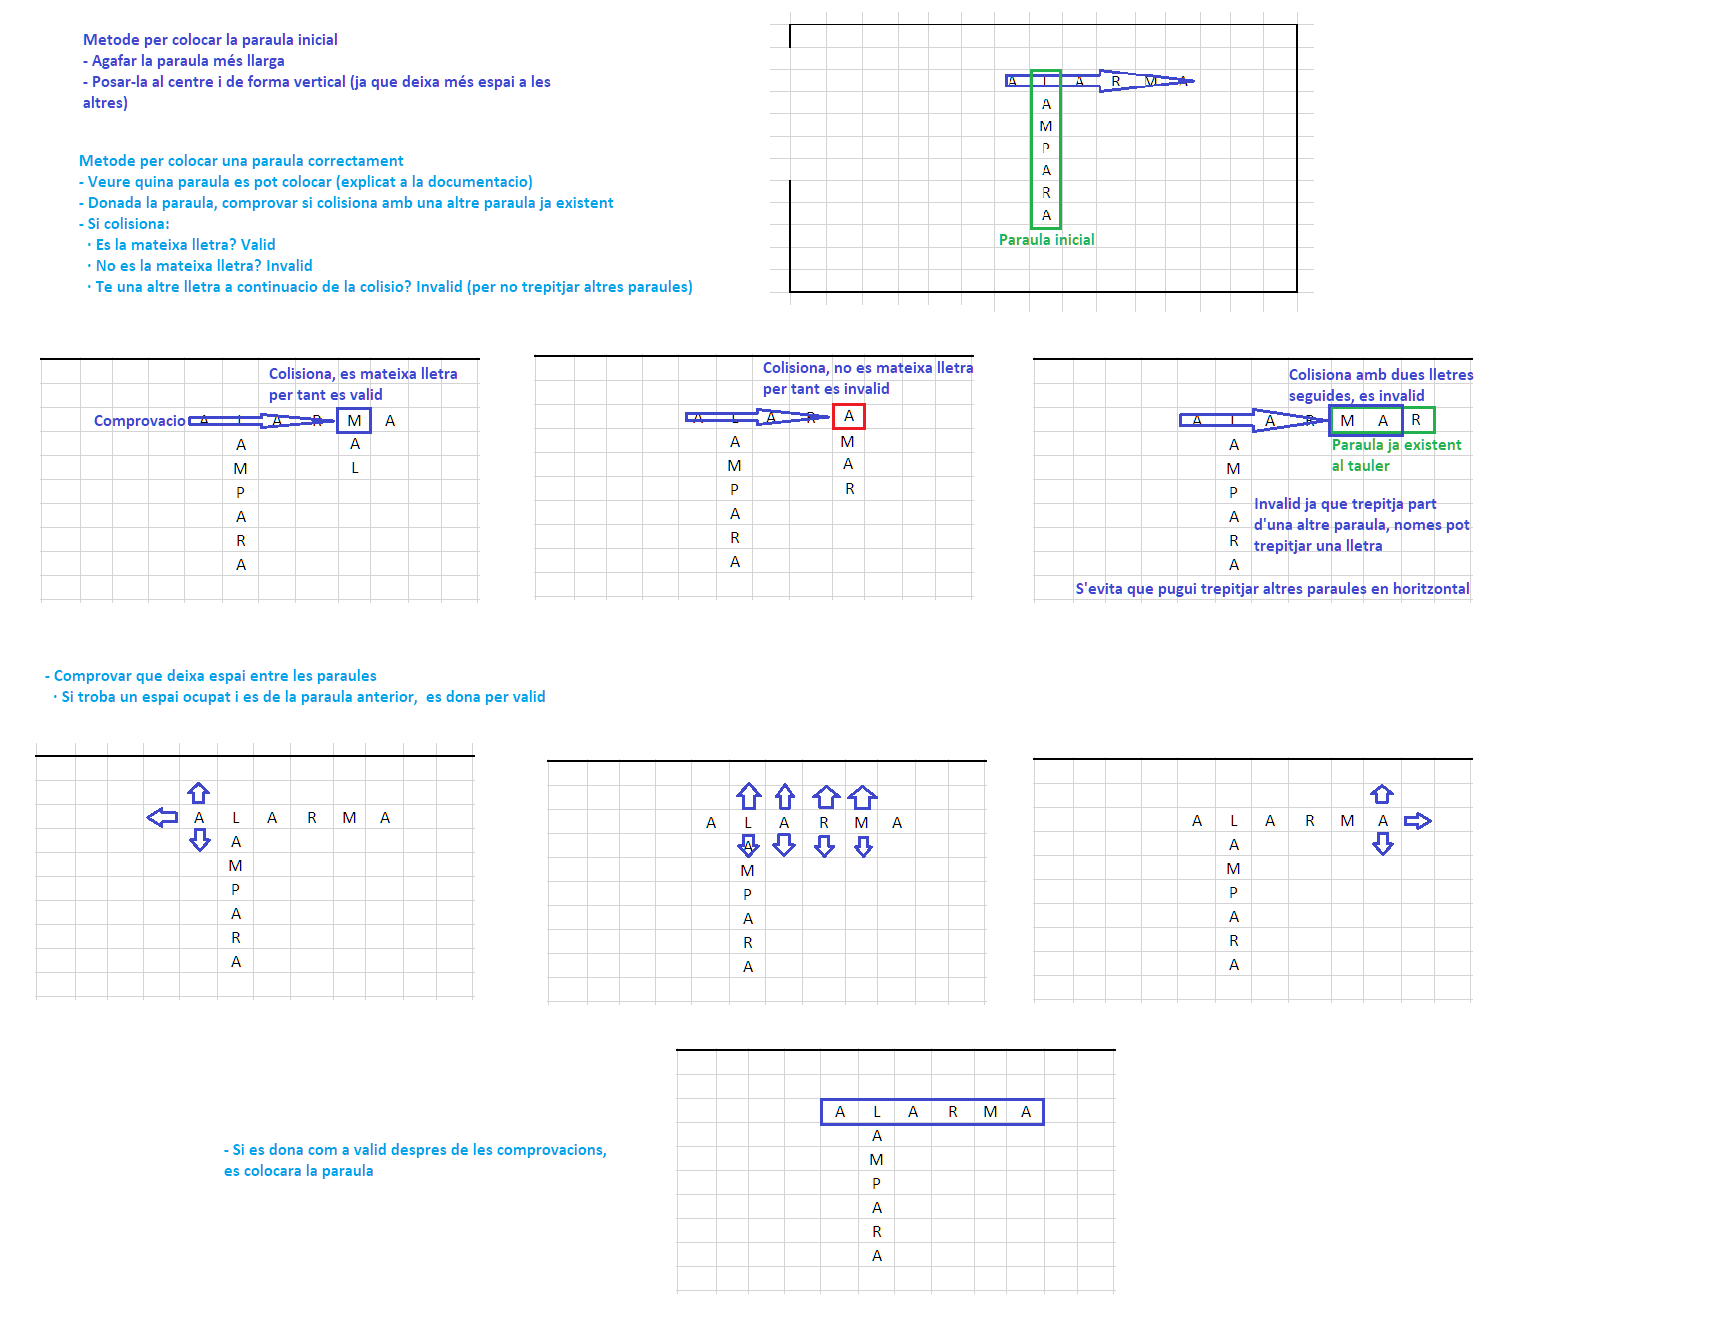 Metode per colocar la paraula inicial
- Agafar la paraula més llarga
- Posar-la al centre i de forma vertical (ja que deixa més espai a les
altres)
A L A R M A
A
M
P
A
R
A
Paraula inicial
Metode per colocar una paraula correctament
- Veure quina paraula es pot colocar (explicat a la documentacio)
- Donada la paraula, comprovar si colisiona amb una altre paraula ja existent
- Si colisiona:
· Es la mateixa lletra? Valid
· No es la mateixa lletra? Invalid
· Te una altre lletra a continuacio de la colisio? Invalid (per no trepitjar altres paraules)
Colisiona, es mateixa lletra
per tant es valid
Comprovacio A L A R M A
A A
M L
P
A
R
A
Colisiona, no es mateixa lletra
per tant es invalid
A L A R A
A M
M A
P R
A
R
A
Colisiona amb dues lletres
seguides, es invalid
A L A R M A R
Paraula ja existent
al tauler
A
M
P
A
R
A
Invalid ja que trepitja part
d'una altre paraula, nomes pot
trepitjar una lletra
S'evita que pugui trepitjar altres paraules en horitzontal
- Comprovar que deixa espai entre les paraules
· Si troba un espai ocupat i es de la paraula anterior, es dona per valid
A L A R M A
A
M
P
A
R
A
A L A R M A
A
M
P
A
R
A
A L A R M A
A
M
P
A
R
A
- Si es dona com a valid despres de les comprovacions,
es colocara la paraula
A L A R M A
A
M
P
A
R
A